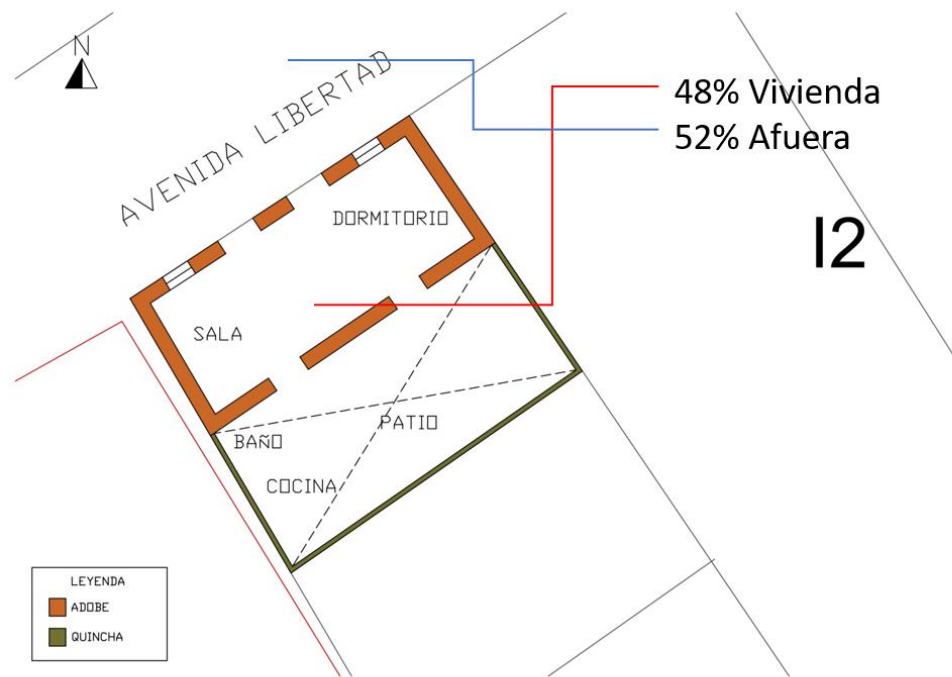 N
AVENIDA LIBERTAD
48% Vivienda
52% Afuera
I2
DORMITORIO
SALA
PATIO
BAÑO
COCINA
LEYENDA
ADOBE
QUINCHA